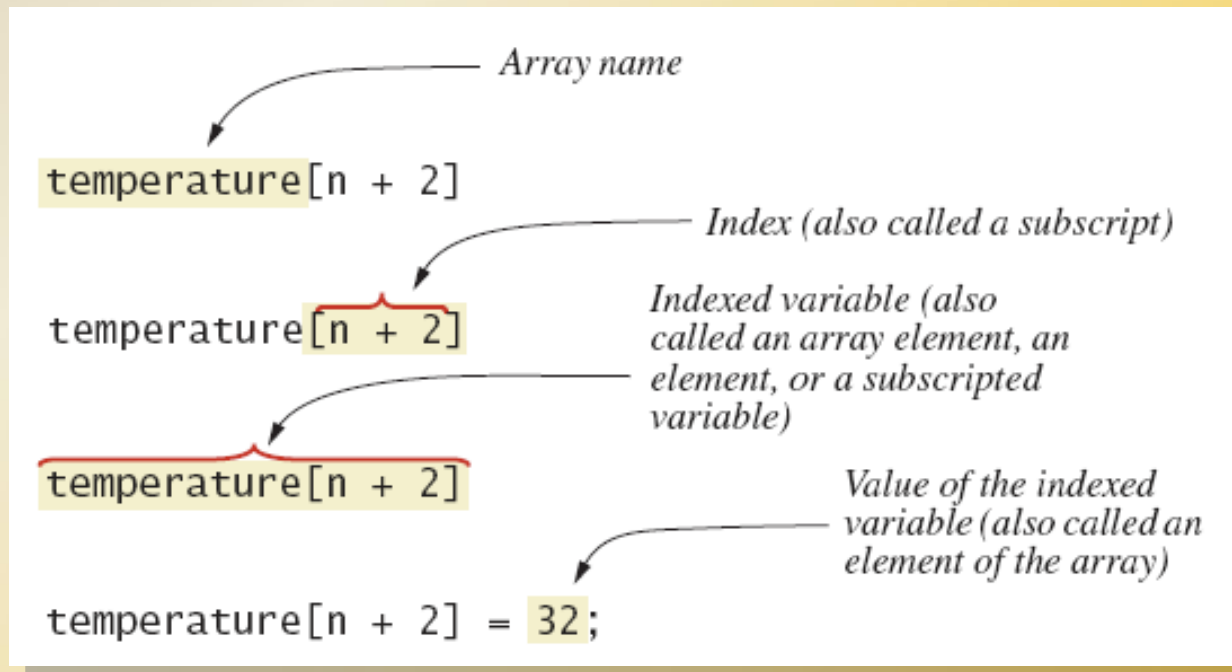 Array name
temperature[n + 2]
Index (also called a subscript)
temperature[n + 2]
Indexed variable (also
called an array element, an
element, or a subscripted
variable)
temperature[n + 2]
Value of the indexed
variable (also called an
element of the array)
temperature[n + 2] = 32;